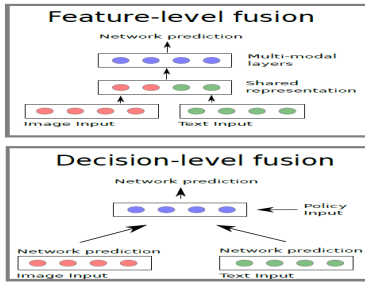 Feature-level fusion
Network prediction
Multi-modal
layers
Shared
representation
Image Input
Text Input
Decision-level fusion
Network prediction
Policy
Input
Network prediction
Network prediction
Image Input
Text Input